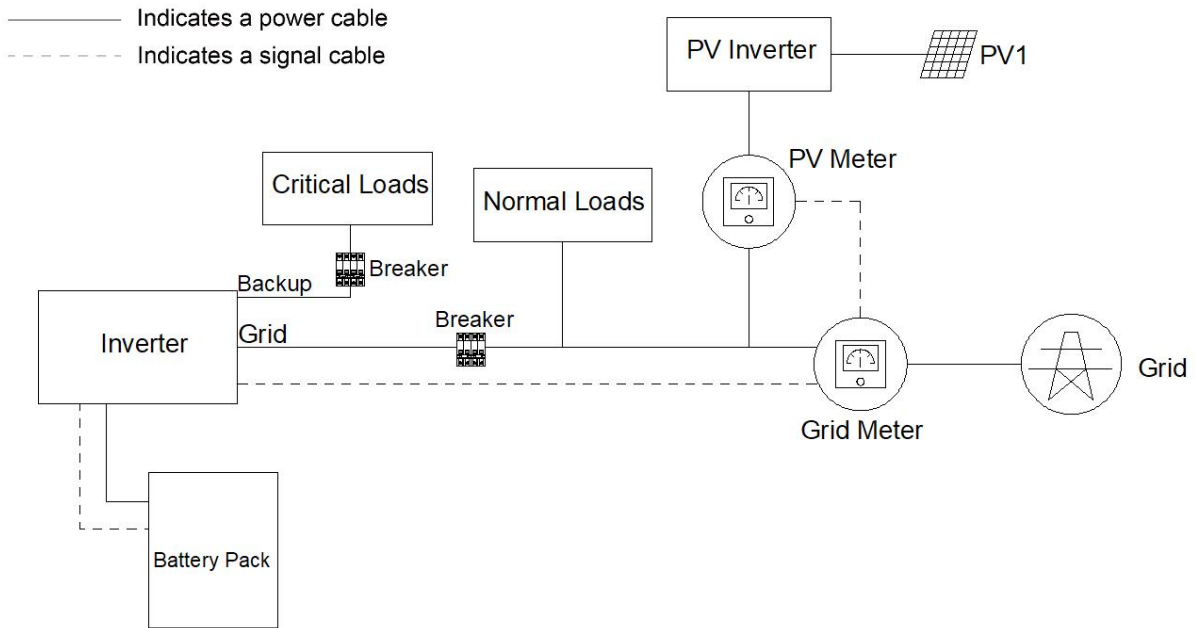 Indicates a power cable
Indicates a signal cable
PV Inverter
PV1
PV Meter
Critical Loads
Normal Loads
Breaker
Backup
Breaker
Grid
Inverter
Grid
Grid Meter
Battery Pack